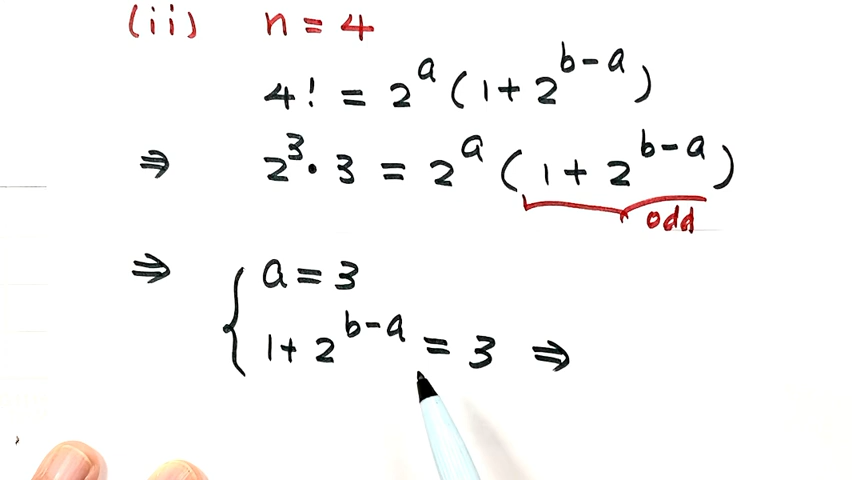 (ii) n = 4
4! = 2^a (1 + 2^{b-a})
⇒ 2^3 · 3 = 2^a (1 + 2^{b-a})
odd
⇒ { a = 3
1 + 2^{b-a} = 3 ⇒